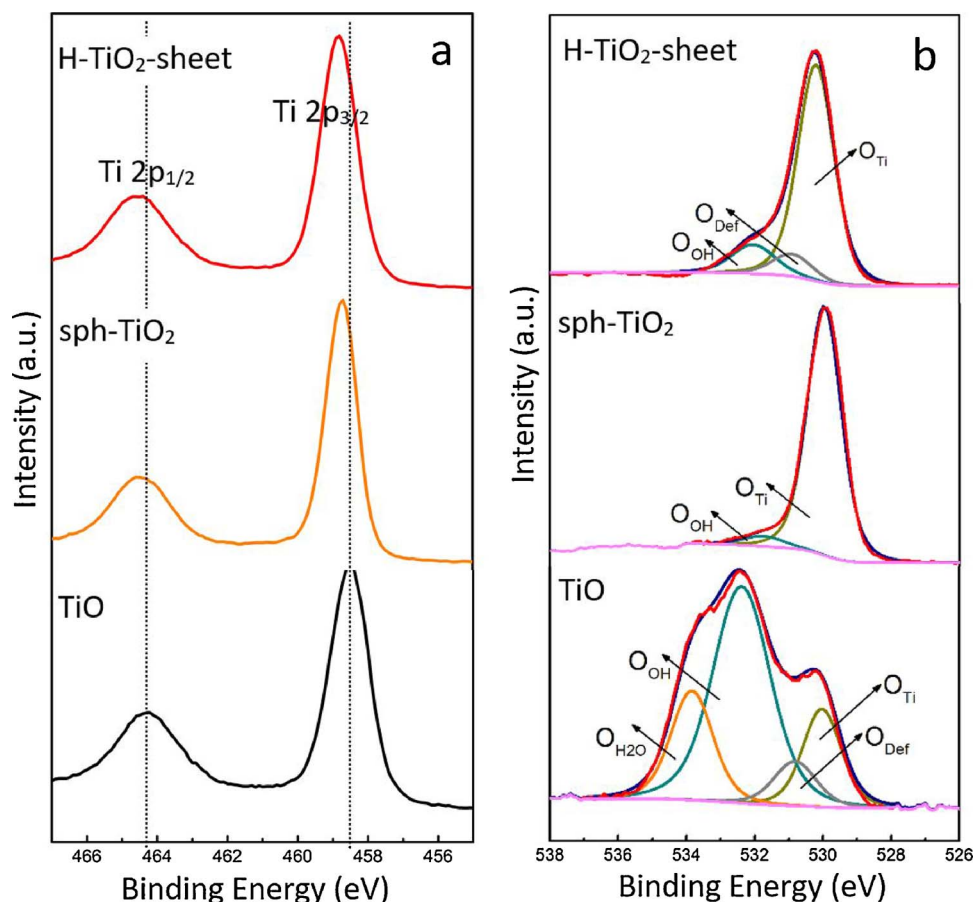 H-TiO₂-sheet
a
Ti 2p₃/₂
Ti 2p₁/₂
sph-TiO₂
TiO
Intensity (a.u.)
Intensity (a.u.)
466 464 462 460 458 456
Binding Energy (eV)
H-TiO₂-sheet
b
O_Ti
O_Def
O_OH
sph-TiO₂
O_Ti
O_OH
TiO
O_OH
O_Ti
O_H2O
O_Def
Intensity (a.u.)
Intensity (a.u.)
538 536 534 532 530 528 526
Binding Energy (eV)